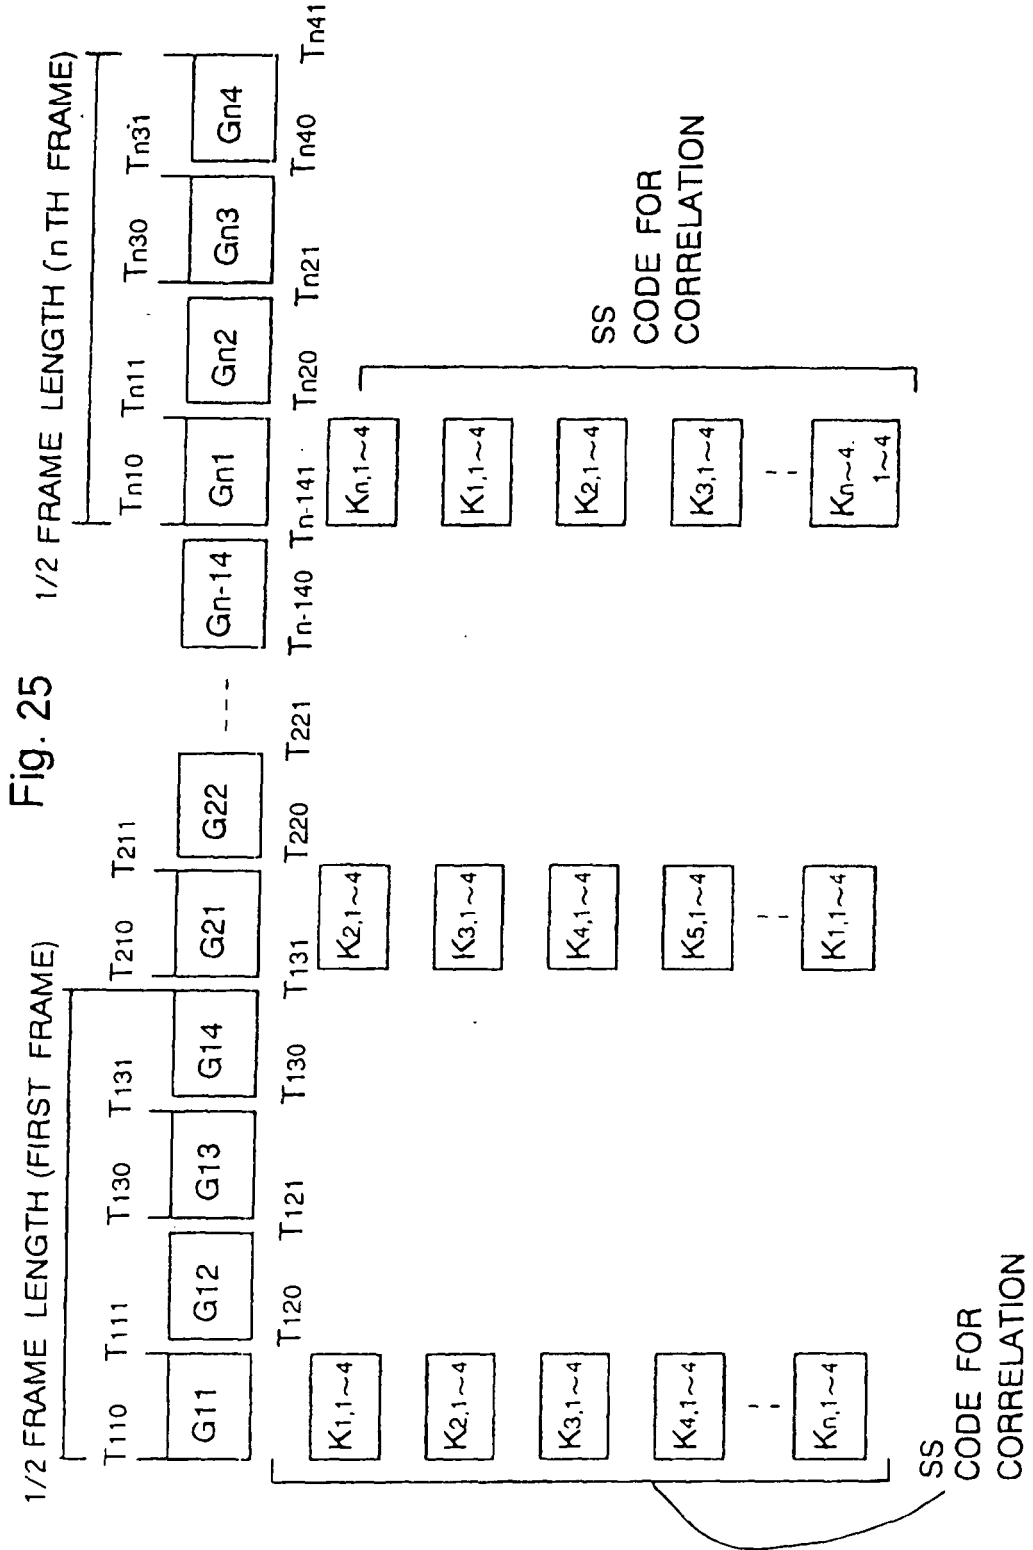 Fig. 25
1/2 FRAME LENGTH (FIRST FRAME)
1/2 FRAME LENGTH (n TH FRAME)
T110 T111 T130 T131 T210 T211 Tn10 Tn11 Tn30 Tn31
G11 G12 G13 G14 G21 G22 --- Gn-14 Gn1 Gn2 Gn3 Gn4
T120 T121 T130 T131 T220 T221 Tn-140 Tn-141 Tn20 Tn21 Tn40 Tn41
K1,1~4 K2,1~4 Kn,1~4
K2,1~4 K3,1~4 K1,1~4
K3,1~4 K4,1~4 K2,1~4
K4,1~4 K5,1~4 K3,1~4
-- -- --
Kn,1~4 K1,1~4 Kn~4.
1~4
SS
CODE FOR
CORRELATION
SS
CODE FOR
CORRELATION